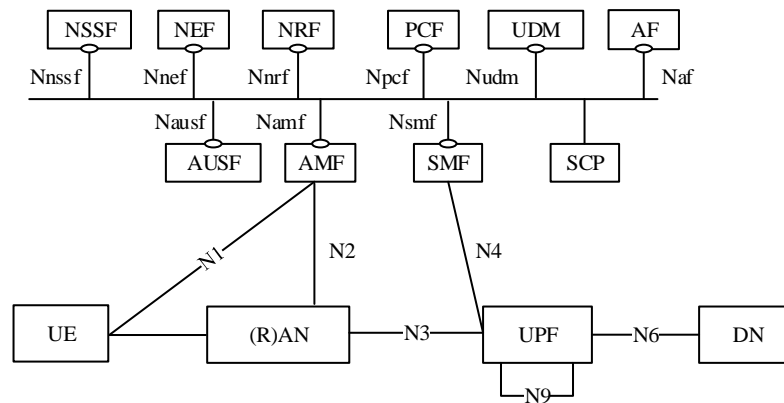 NSSF NEF NRF PCF UDM AF
Nnssf Nnef Nnrf Npcf Nudm Naf
Nausf Namf Nsmf
AUSF AMF SMF SCP
N1 N2 N4
UE (R)AN N3 UPF N6 DN
N9